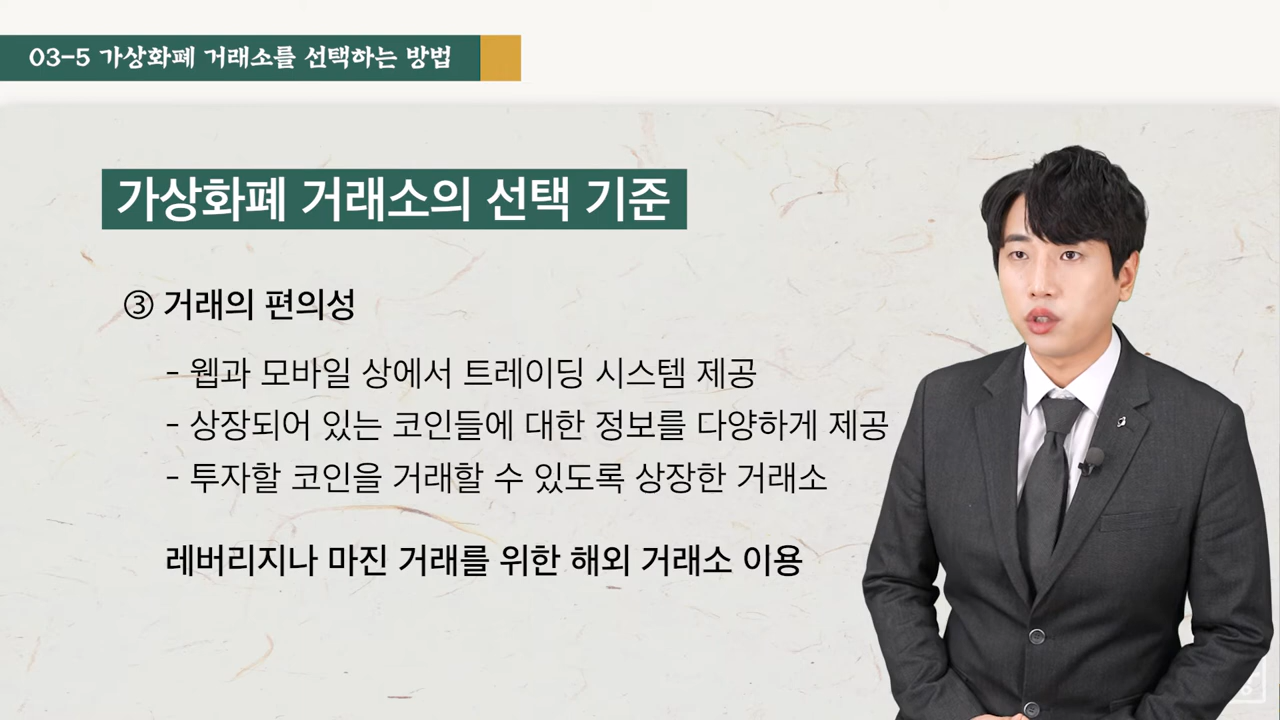 03-5 가상화폐 거래소를 선택하는 방법
가상화폐 거래소의 선택 기준
③ 거래의 편의성
- 웹과 모바일 상에서 트레이딩 시스템 제공
- 상장되어 있는 코인들에 대한 정보를 다양하게 제공
- 투자할 코인을 거래할 수 있도록 상장한 거래소
레버리지나 마진 거래를 위한 해외 거래소 이용